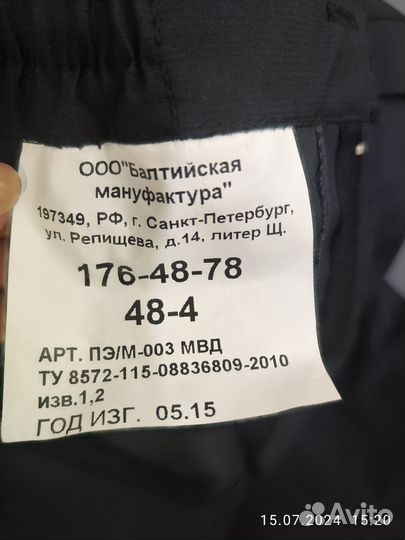 ООО"Балтийская
мануфактура"
197349, РФ, г. Санкт-Петербург,
ул. Репищева, д.14, литер Щ.
176-48-78
48-4
АРТ. ПЭ/М-003 МВД
ТУ 8572-115-08836809-2010
изв.1,2
ГОД ИЗГ. 05.15
15.07.2024 15:20
Avito